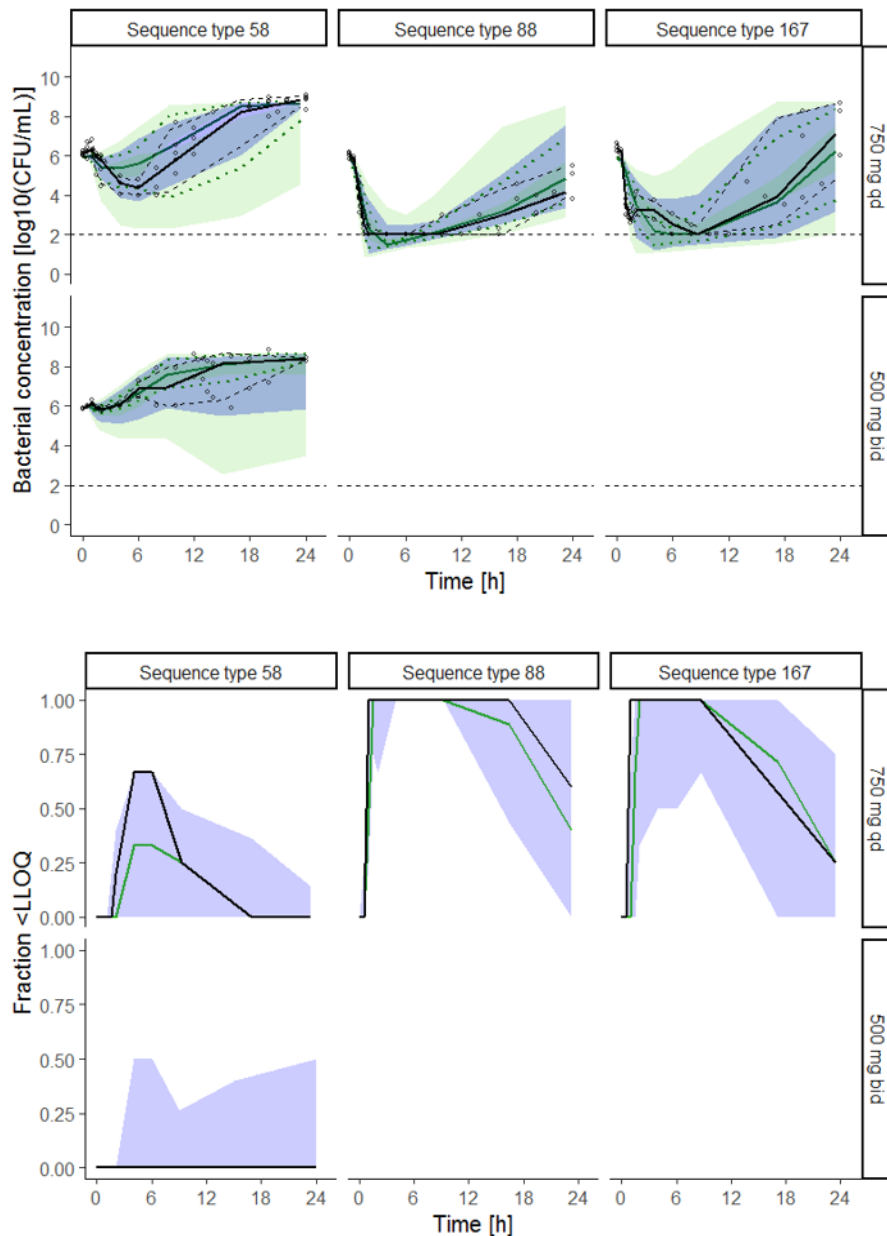 Sequence type 58
Sequence type 88
Sequence type 167
Bacterial concentration [log10(CFU/mL)]
10
8
6
4
2
0
750 mg qd
10
8
6
4
2
0
500 mg bid
0 6 12 18 24
0 6 12 18 24
0 6 12 18 24
Time [h]
Sequence type 58
Sequence type 88
Sequence type 167
Fraction <LLOQ
1.00
0.75
0.50
0.25
0.00
750 mg qd
1.00
0.75
0.50
0.25
0.00
500 mg bid
0 6 12 18 24
0 6 12 18 24
0 6 12 18 24
Time [h]